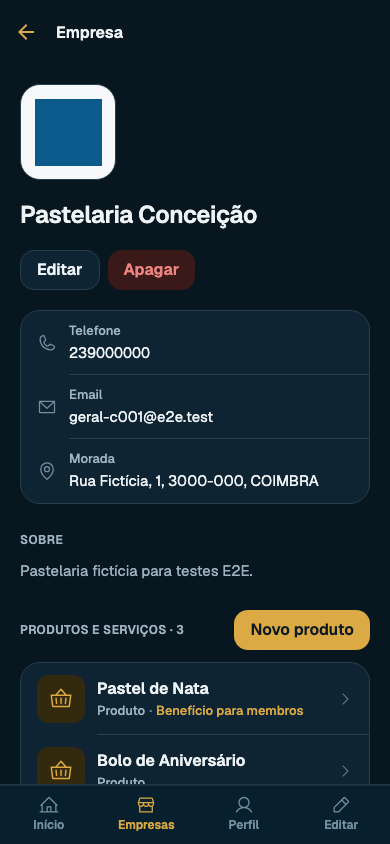 Empresa
Pastelaria Conceição
Editar
Apagar
Telefone
239000000
Email
geral-c001@e2e.test
Morada
Rua Fictícia, 1, 3000-000, COIMBRA
SOBRE
Pastelaria fictícia para testes E2E.
PRODUTOS E SERVIÇOS · 3
Novo produto
Pastel de Nata
Produto · Benefício para membros
Bolo de Aniversário
Produto
Início
Empresas
Perfil
Editar